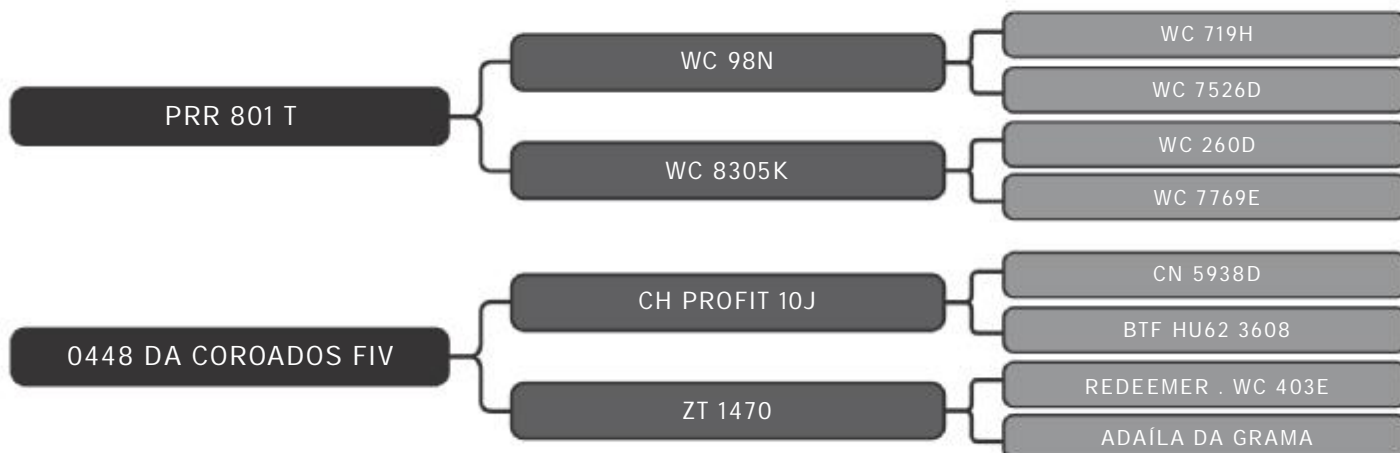 WC 719H
WC 98N
WC 7526D
PRR 801 T
WC 260D
WC 8305K
WC 7769E
CN 5938D
CH PROFIT 10J
BTF HU62 3608
0448 DA COROADOS FIV
REDEEMER . WC 403E
ZT 1470
ADAÍLA DA GRAMA